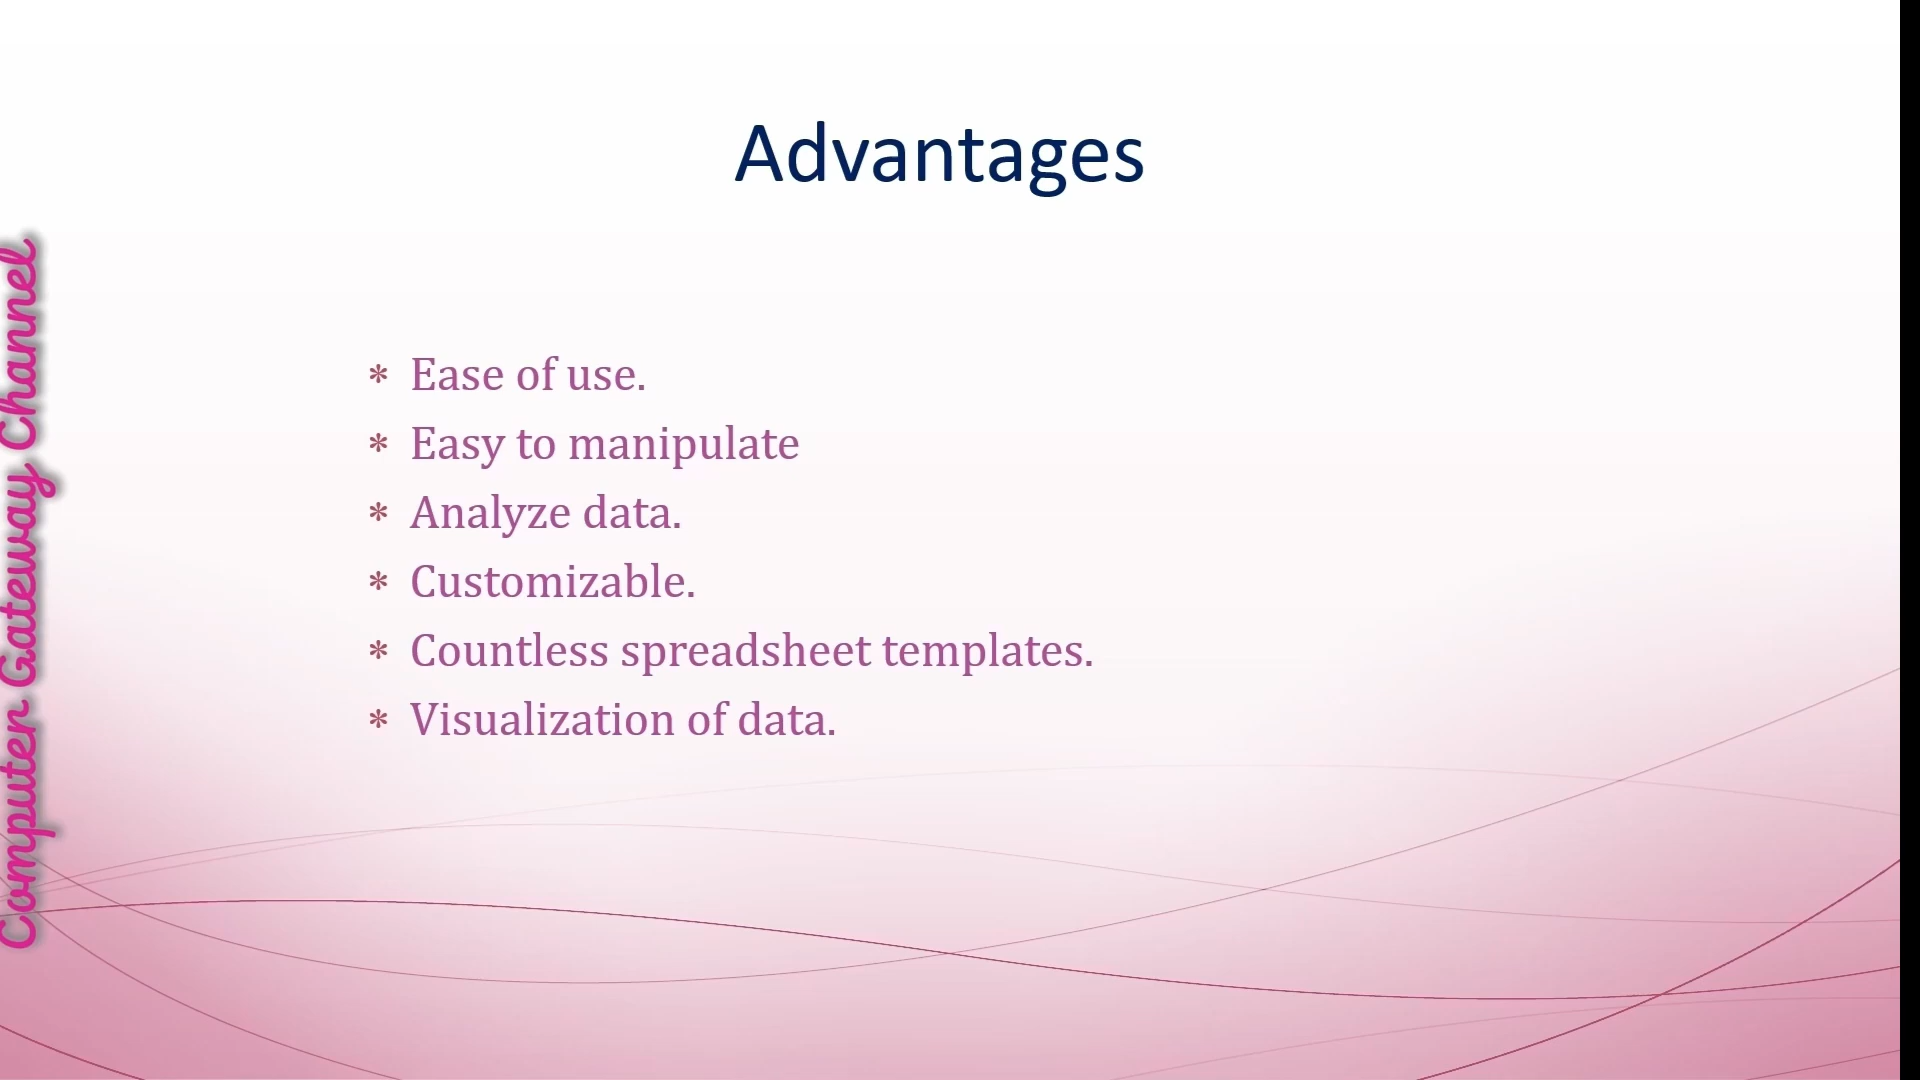 Advantages
* Ease of use.
* Easy to manipulate
* Analyze data.
* Customizable.
* Countless spreadsheet templates.
* Visualization of data.
Computer Gateway Channel